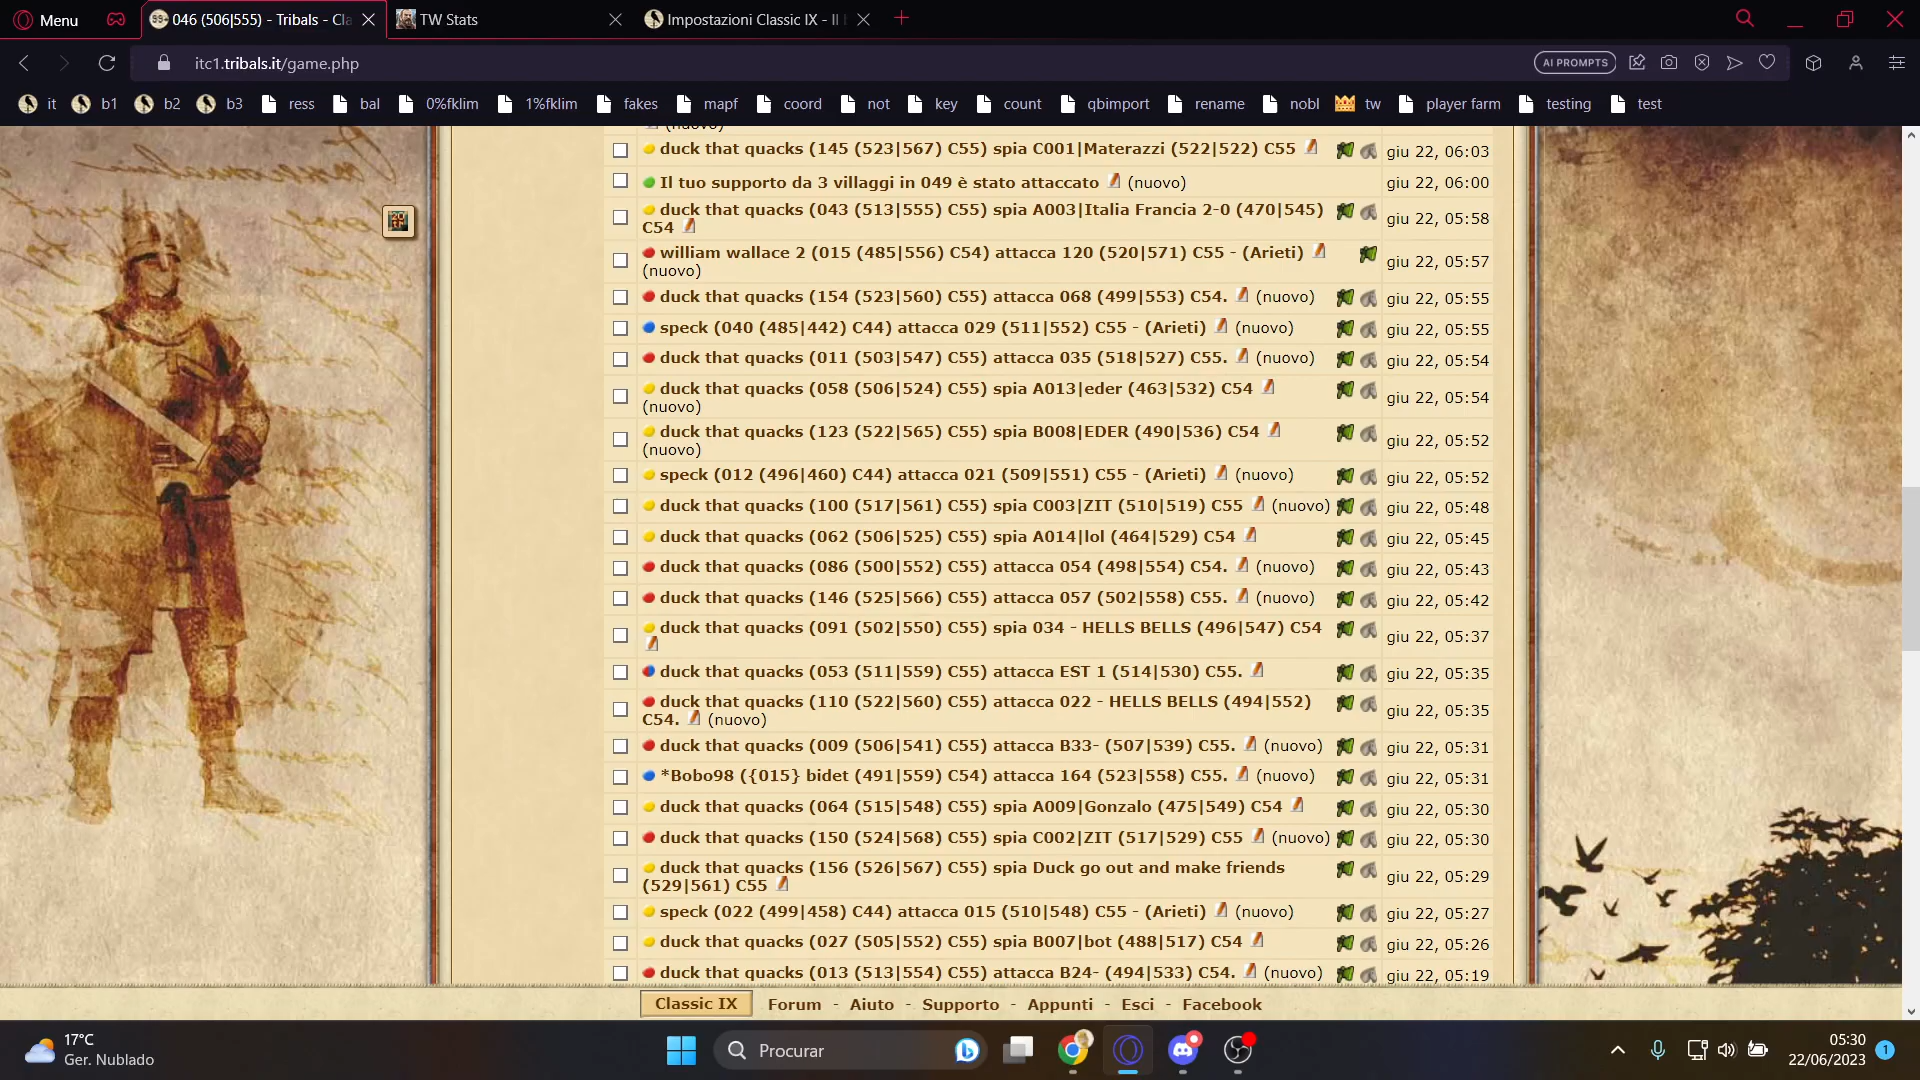 Menu
046 (506|555) - Tribals - Cla
TW Stats
Impostazioni Classic IX - Il
itc1.tribals.it/game.php
AI PROMPTS
it b1 b2 b3 ress bal 0%fklim 1%fklim fakes mapf coord not key count qbimport rename nobl tw player farm testing test
(nuovo)
duck that quacks (145 (523|567) C55) spia C001|Materazzi (522|522) C55 giu 22, 06:03
Il tuo supporto da 3 villaggi in 049 è stato attaccato (nuovo) giu 22, 06:00
duck that quacks (043 (513|555) C55) spia A003|Italia Francia 2-0 (470|545)
C54 giu 22, 05:58
william wallace 2 (015 (485|556) C54) attacca 120 (520|571) C55 - (Arieti)
(nuovo) giu 22, 05:57
duck that quacks (154 (523|560) C55) attacca 068 (499|553) C54. (nuovo) giu 22, 05:55
speck (040 (485|442) C44) attacca 029 (511|552) C55 - (Arieti) (nuovo) giu 22, 05:55
duck that quacks (011 (503|547) C55) attacca 035 (518|527) C55. (nuovo) giu 22, 05:54
duck that quacks (058 (506|524) C55) spia A013|eder (463|532) C54
(nuovo) giu 22, 05:54
duck that quacks (123 (522|565) C55) spia B008|EDER (490|536) C54
(nuovo) giu 22, 05:52
speck (012 (496|460) C44) attacca 021 (509|551) C55 - (Arieti) (nuovo) giu 22, 05:52
duck that quacks (100 (517|561) C55) spia C003|ZIT (510|519) C55 (nuovo) giu 22, 05:48
duck that quacks (062 (506|525) C55) spia A014|lol (464|529) C54 giu 22, 05:45
duck that quacks (086 (500|552) C55) attacca 054 (498|554) C54. (nuovo) giu 22, 05:43
duck that quacks (146 (525|566) C55) attacca 057 (502|558) C55. (nuovo) giu 22, 05:42
duck that quacks (091 (502|550) C55) spia 034 - HELLS BELLS (496|547) C54 giu 22, 05:37
duck that quacks (053 (511|559) C55) attacca EST 1 (514|530) C55. giu 22, 05:35
duck that quacks (110 (522|560) C55) attacca 022 - HELLS BELLS (494|552)
C54. (nuovo) giu 22, 05:35
duck that quacks (009 (506|541) C55) attacca B33- (507|539) C55. (nuovo) giu 22, 05:31
*Bobo98 ({015} bidet (491|559) C54) attacca 164 (523|558) C55. (nuovo) giu 22, 05:31
duck that quacks (064 (515|548) C55) spia A009|Gonzalo (475|549) C54 giu 22, 05:30
duck that quacks (150 (524|568) C55) spia C002|ZIT (517|529) C55 (nuovo) giu 22, 05:30
duck that quacks (156 (526|567) C55) spia Duck go out and make friends
(529|561) C55 giu 22, 05:29
speck (022 (499|458) C44) attacca 015 (510|548) C55 - (Arieti) (nuovo) giu 22, 05:27
duck that quacks (027 (505|552) C55) spia B007|bot (488|517) C54 giu 22, 05:26
duck that quacks (013 (513|554) C55) attacca B24- (494|533) C54. (nuovo) giu 22, 05:19
Classic IX Forum - Aiuto - Supporto - Appunti - Esci - Facebook
17°C
Ger. Nublado
Procurar
05:30
22/06/2023
1